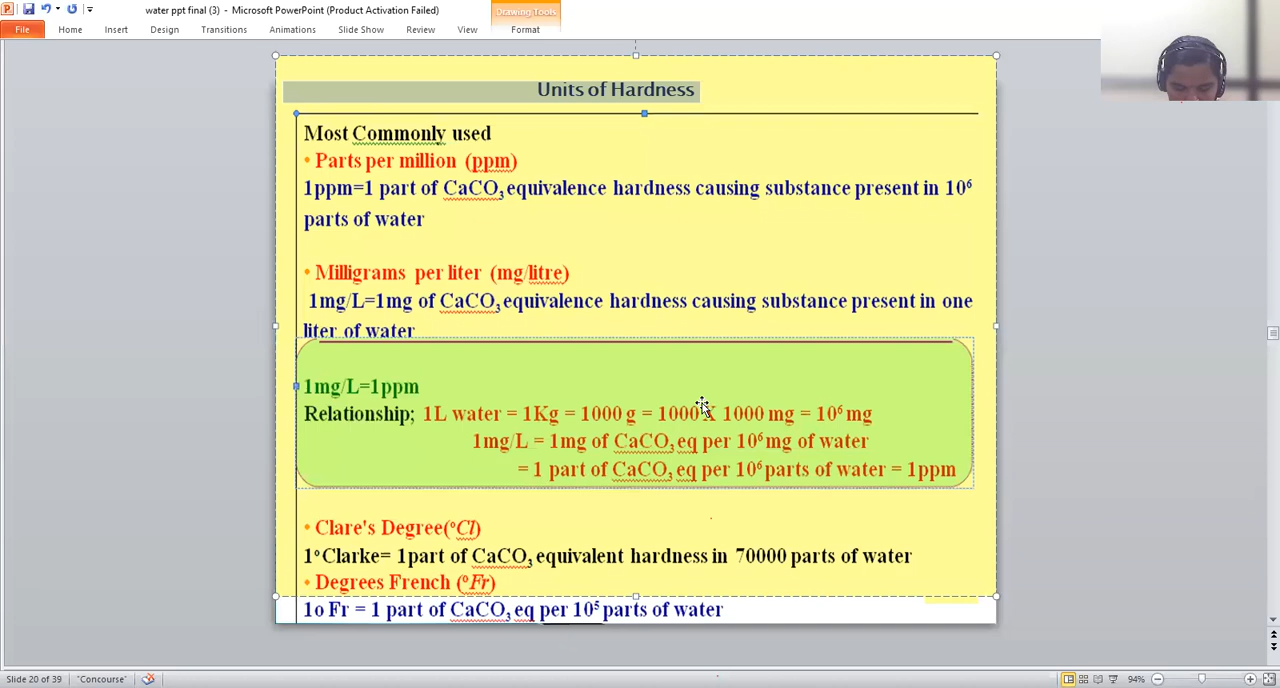 water ppt final (3) - Microsoft PowerPoint (Product Activation Failed)
Drawing Tools
File Home Insert Design Transitions Animations Slide Show Review View Format
Units of Hardness
Most Commonly used
• Parts per million (ppm)
1ppm=1 part of CaCO₃ equivalence hardness causing substance present in 10⁶
parts of water
• Milligrams per liter (mg/litre)
1mg/L=1mg of CaCO₃ equivalence hardness causing substance present in one
liter of water
1mg/L=1ppm
Relationship; 1L water = 1Kg = 1000 g = 1000 X 1000 mg = 10⁶ mg
1mg/L = 1mg of CaCO₃ eq per 10⁶ mg of water
= 1 part of CaCO₃ eq per 10⁶ parts of water = 1ppm
• Clare's Degree(°Cl)
1°Clarke= 1part of CaCO₃ equivalent hardness in 70000 parts of water
• Degrees French (°Fr)
1o Fr = 1 part of CaCO₃ eq per 10⁵ parts of water
Slide 20 of 39 "Concourse" 94%